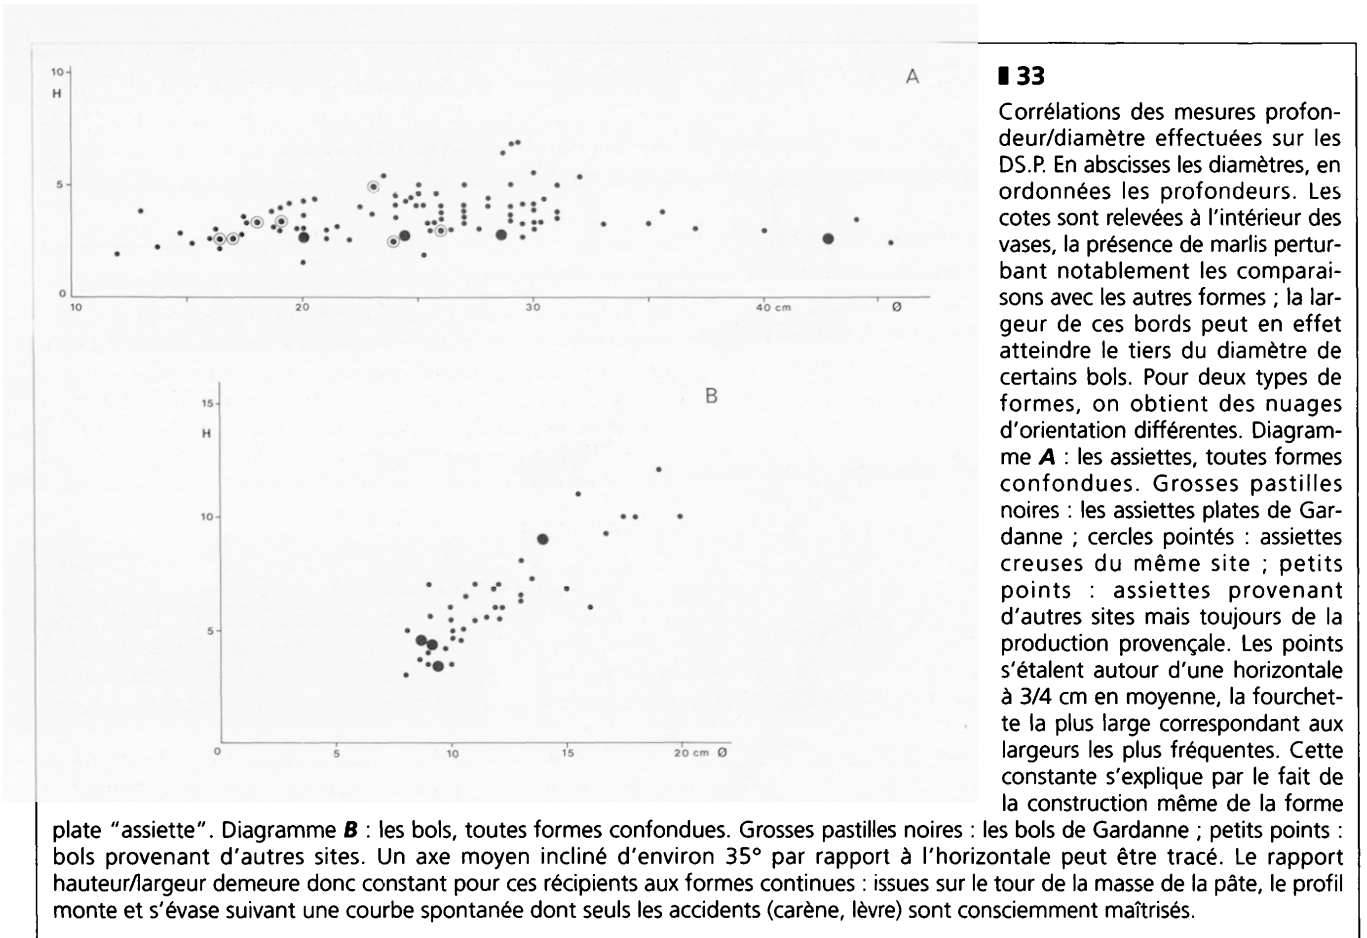 10
H
5
0
10
20
30
40 cm
Ø
A
15
H
10
5
0
5
10
15
20 cm Ø
B
33
Corrélations des mesures profon-
deur/diamètre effectuées sur les
DS.P. En abscisses les diamètres, en
ordonnées les profondeurs. Les
cotes sont relevées à l'intérieur des
vases, la présence de marlis pertur-
bant notablement les comparai-
sons avec les autres formes ; la lar-
geur de ces bords peut en effet
atteindre le tiers du diamètre de
certains bols. Pour deux types de
formes, on obtient des nuages
d'orientation différentes. Diagram-
me A : les assiettes, toutes formes
confondues. Grosses pastilles
noires : les assiettes plates de Gar-
danne ; cercles pointés : assiettes
creuses du même site ; petits
points : assiettes provenant
d'autres sites mais toujours de la
production provençale. Les points
s'étalent autour d'une horizontale
à 3/4 cm en moyenne, la fourchet-
te la plus large correspondant aux
largeurs les plus fréquentes. Cette
constante s'explique par le fait de
la construction même de la forme
plate "assiette". Diagramme B : les bols, toutes formes confondues. Grosses pastilles noires : les bols de Gardanne ; petits points :
bols provenant d'autres sites. Un axe moyen incliné d'environ 35° par rapport à l'horizontale peut être tracé. Le rapport
hauteur/largeur demeure donc constant pour ces récipients aux formes continues : issues sur le tour de la masse de la pâte, le profil
monte et s'évase suivant une courbe spontanée dont seuls les accidents (carène, lèvre) sont consciemment maîtrisés.